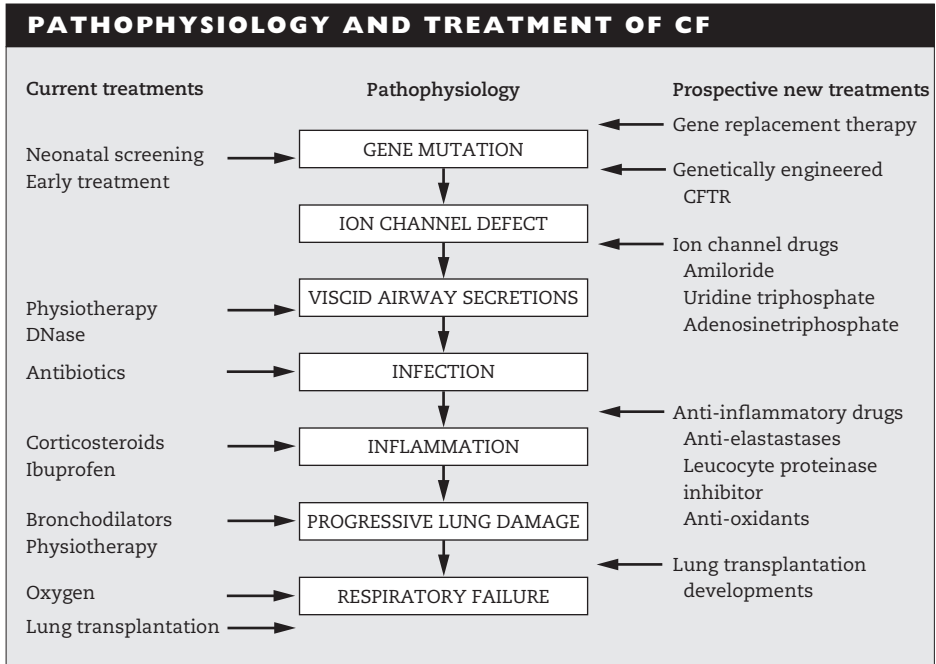 PATHOPHYSIOLOGY AND TREATMENT OF CF
Current treatments
Pathophysiology
Prospective new treatments
Gene replacement therapy
GENE MUTATION
Neonatal screening
Early treatment
Genetically engineered
CFTR
ION CHANNEL DEFECT
Ion channel drugs
Amiloride
Uridine triphosphate
Adenosinetriphosphate
VISCID AIRWAY SECRETIONS
Physiotherapy
DNase
Antibiotics
INFECTION
Anti-inflammatory drugs
Anti-elastastases
Leucocyte proteinase
inhibitor
Anti-oxidants
Corticosteroids
Ibuprofen
INFLAMMATION
Bronchodilators
Physiotherapy
PROGRESSIVE LUNG DAMAGE
Lung transplantation
developments
Oxygen
RESPIRATORY FAILURE
Lung transplantation